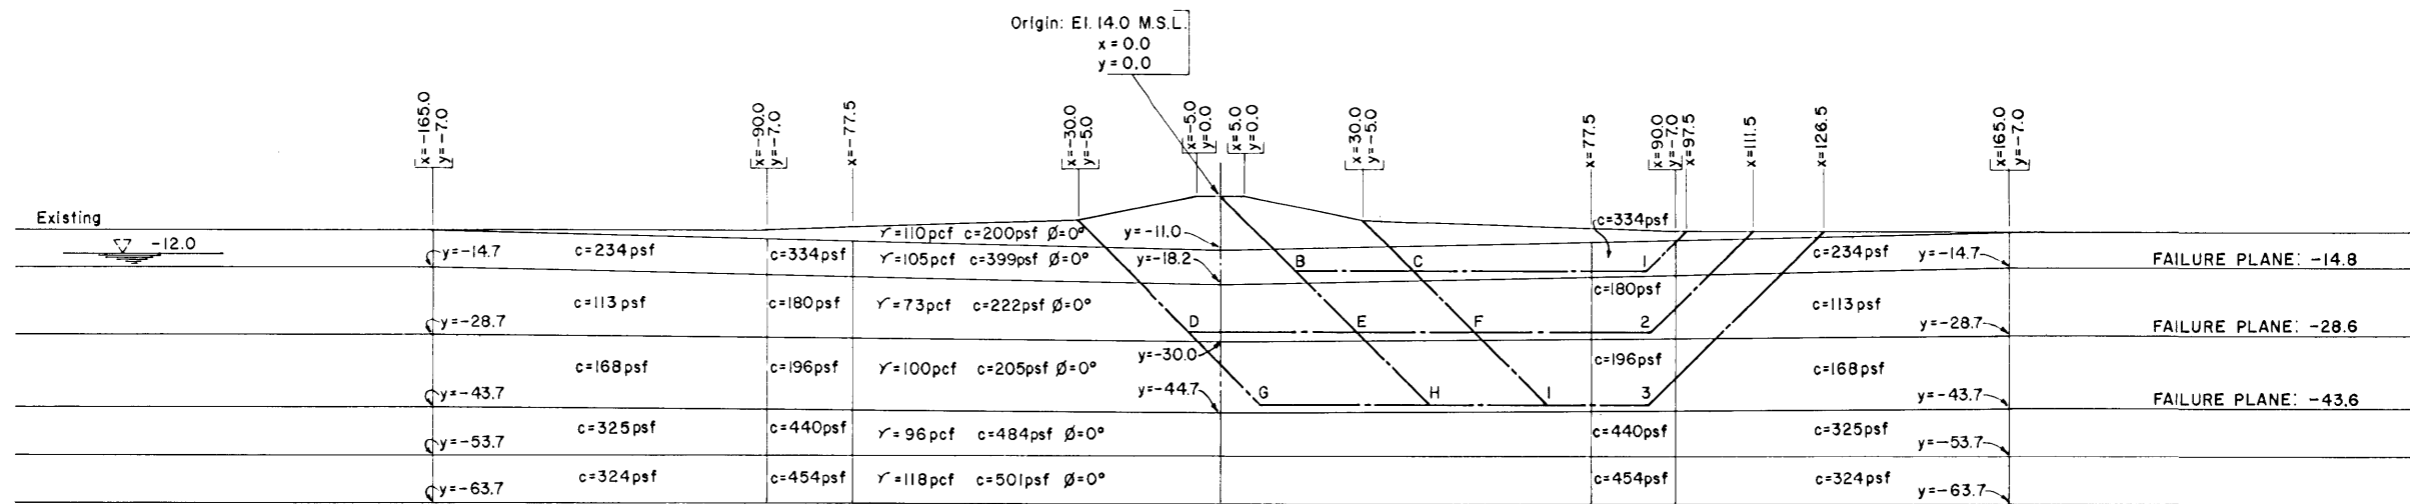 Origin: El. 14.0 M.S.L.
x = 0.0
y = 0.0
x=-165.0
y=-7.0
x=-90.0
y=-7.0
x=-77.5
x=-30.0
y=-5.0
x=-5.0
y=0.0
x=5.0
y=0.0
x=30.0
y=-5.0
x=77.5
x=90.0
y=-7.0
x=97.5
x=111.5
x=126.5
x=165.0
y=-7.0
Existing
-12.0
y=-14.7
c=234psf
c=334psf
γ=110pcf c=200psf Ø=0°
y=-11.0
γ=105pcf c=399psf Ø=0°
y=-18.2
B
C
c=334psf
1
c=234psf
y=-14.7
FAILURE PLANE: -14.8
y=-28.7
c=113psf
c=180psf
γ=73pcf c=222psf Ø=0°
D
E
F
c=180psf
2
c=113psf
y=-28.7
FAILURE PLANE: -28.6
y=-30.0
y=-43.7
c=168psf
c=196psf
γ=100pcf c=205psf Ø=0°
y=-44.7
G
H
I
c=196psf
3
c=168psf
y=-43.7
FAILURE PLANE: -43.6
y=-53.7
c=325psf
c=440psf
γ=96pcf c=484psf Ø=0°
c=440psf
c=325psf
y=-53.7
y=-63.7
c=324psf
c=454psf
γ=118pcf c=501psf Ø=0°
c=454psf
c=324psf
y=-63.7